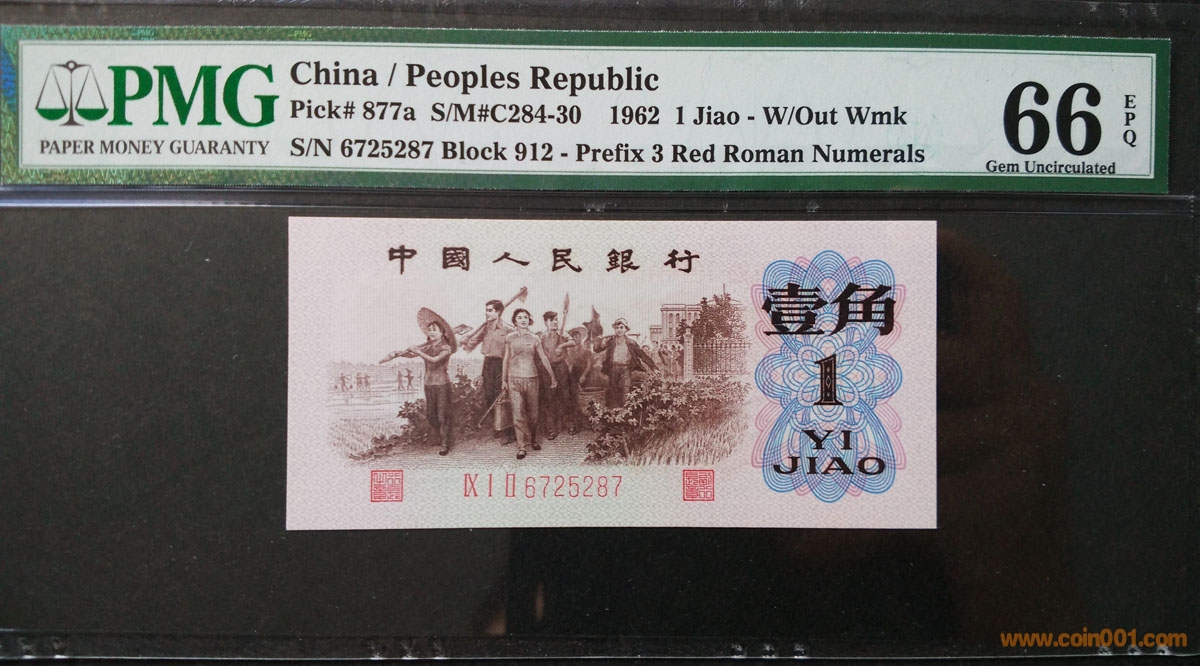 PMG
PAPER MONEY GUARANTY
China / Peoples Republic
Pick# 877a S/M#C284-30 1962 1 Jiao - W/Out Wmk
S/N 6725287 Block 912 - Prefix 3 Red Roman Numerals
66
EPQ
Gem Uncirculated
中國人民銀行
壹角
1
YI
JIAO
IX I II 6725287
www.coin001.com